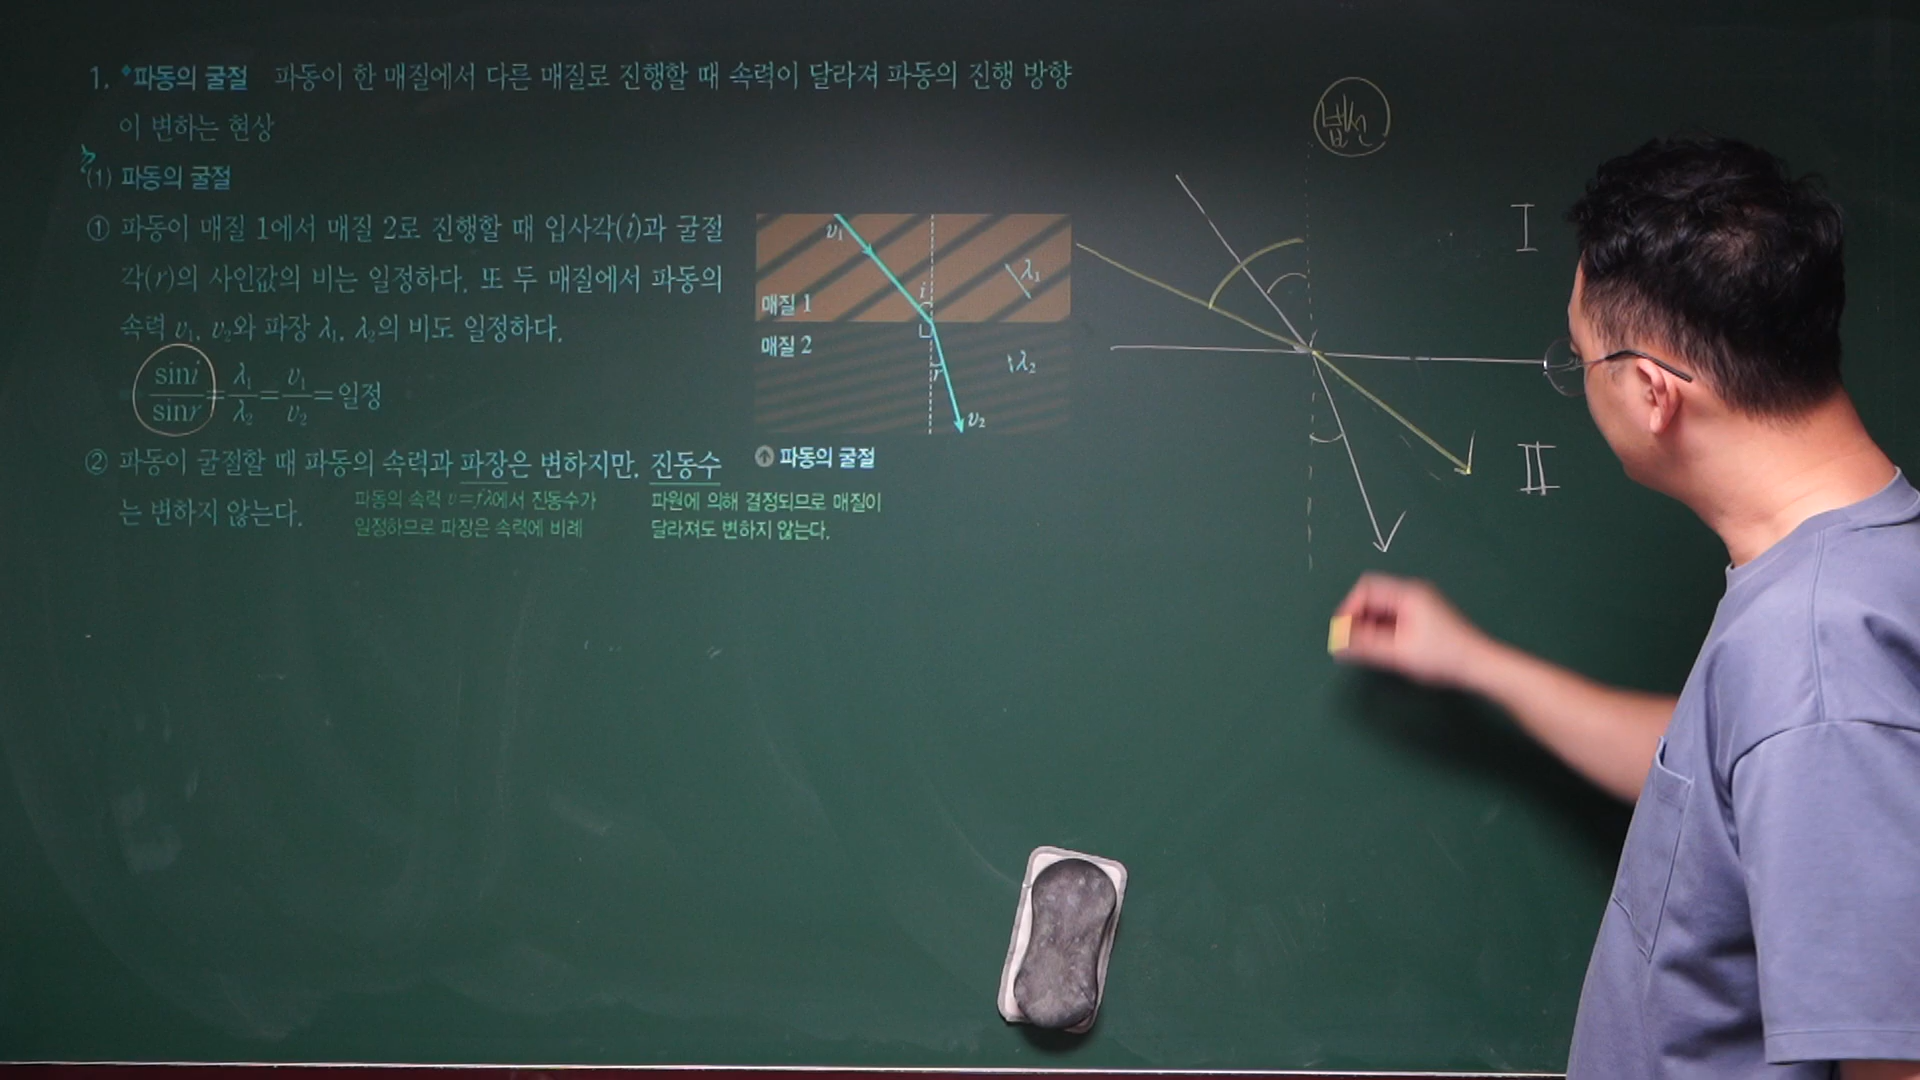 1. 파동의 굴절 파동이 한 매질에서 다른 매질로 진행할 때 속력이 달라져 파동의 진행 방향
이 변하는 현상
(1) 파동의 굴절
① 파동이 매질 1에서 매질 2로 진행할 때 입사각(i)과 굴절
각(r)의 사인값의 비는 일정하다. 또 두 매질에서 파동의
속력 v₁, v₂와 파장 λ₁, λ₂의 비도 일정하다.
sini/sinr = λ₁/λ₂ = v₁/v₂ = 일정
② 파동이 굴절할 때 파동의 속력과 파장은 변하지만, 진동수
는 변하지 않는다.
파동의 속력 v=fλ에서 진동수가
일정하므로 파장은 속력에 비례
파원에 의해 결정되므로 매질이
달라져도 변하지 않는다.
v₁
i
λ₁
매질 1
매질 2
r
λ₂
v₂
파동의 굴절
법선
I
II